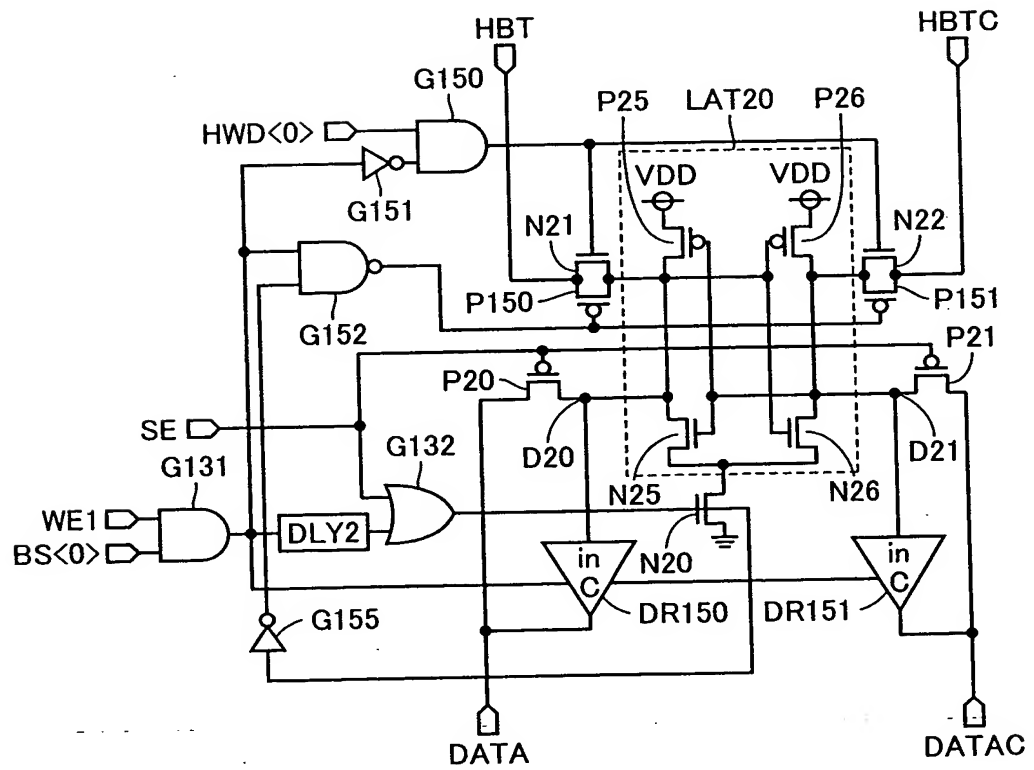 HBT
HBTC
G150
P25
LAT20
P26
HWD<0>
VDD
VDD
G151
N21
N22
P150
P151
G152
P20
P21
SE
G132
D20
D21
G131
N25
N26
WE1
DLY2
BS<0>
N20
in
C
in
C
G155
DR150
DR151
DATA
DATAC